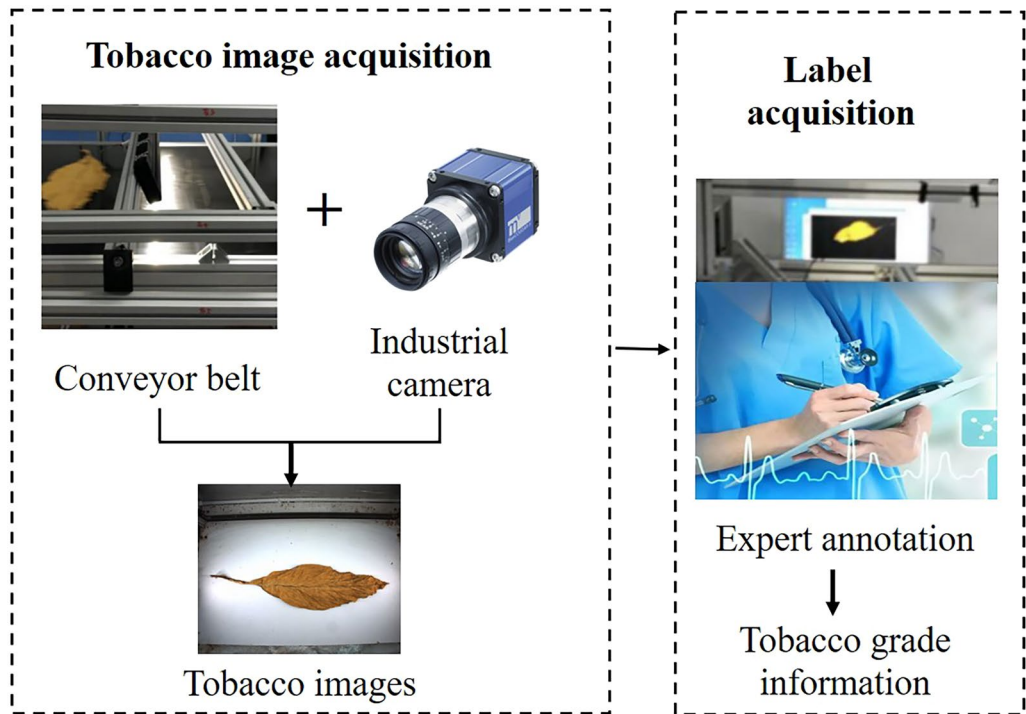 Tobacco image acquisition
Conveyor belt
+
Industrial
camera
Tobacco images
Label
acquisition
Expert annotation
Tobacco grade
information